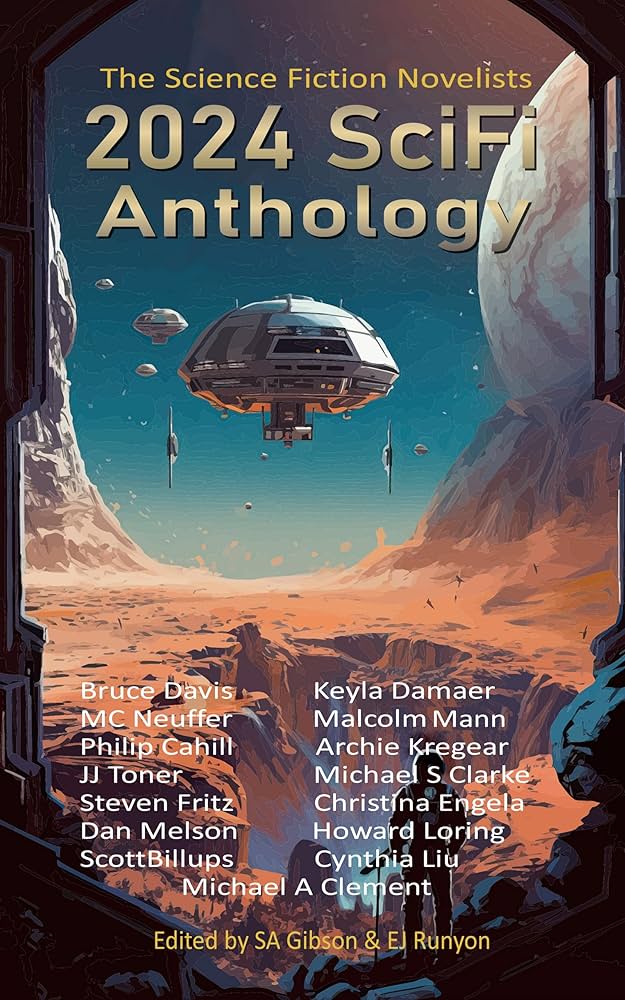 The Science Fiction Novelists
2024 SciFi
Anthology
Bruce Davis
MC Neuffer
Philip Cahill
JJ Toner
Steven Fritz
Dan Melson
ScottBillups
Keyla Damaer
Malcolm Mann
Archie Kregear
Michael S Clarke
Christina Engela
Howard Loring
Cynthia Liu
Michael A Clement
Edited by SA Gibson & EJ Runyon